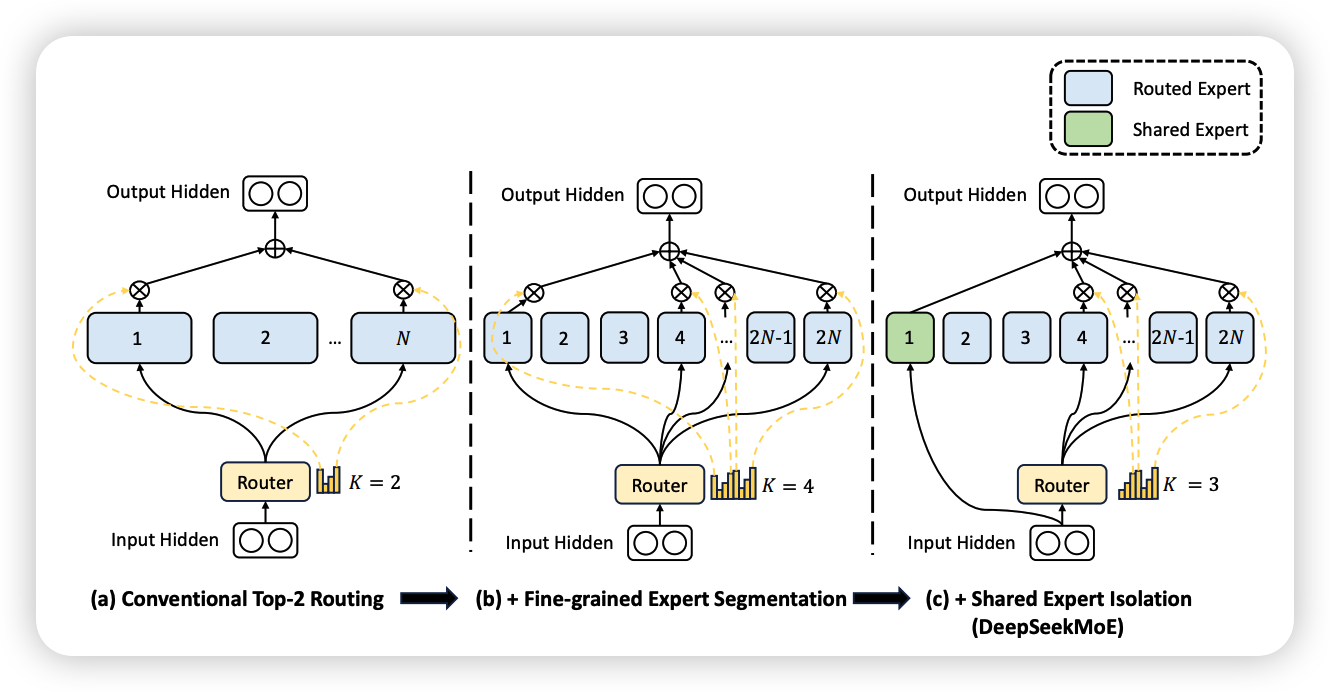 Routed Expert
Shared Expert
Output Hidden
1
2
...
N
Router
K = 2
Input Hidden
(a) Conventional Top-2 Routing
Output Hidden
1
2
3
4
...
2N-1
2N
Router
K = 4
Input Hidden
(b) + Fine-grained Expert Segmentation
Output Hidden
1
2
3
4
...
2N-1
2N
Router
K = 3
Input Hidden
(c) + Shared Expert Isolation
(DeepSeekMoE)